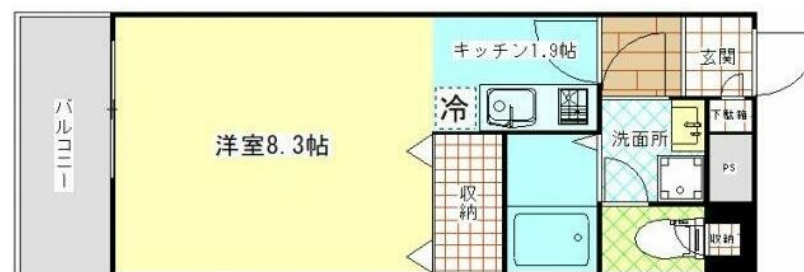 バルコニー
洋室8.3帖
キッチン1.9帖
冷
収納
洗面所
玄関
下駄箱
PS
収納